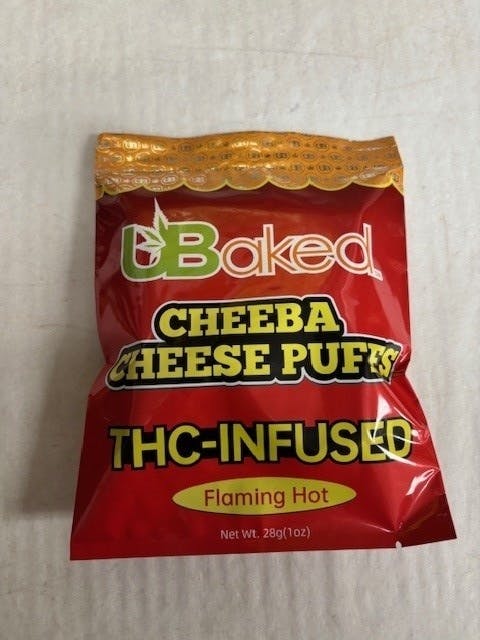 UBaked
CHEEBA
CHEESE PUFFS
THC-INFUSED
Flaming Hot
Net Wt. 28g(1oz)